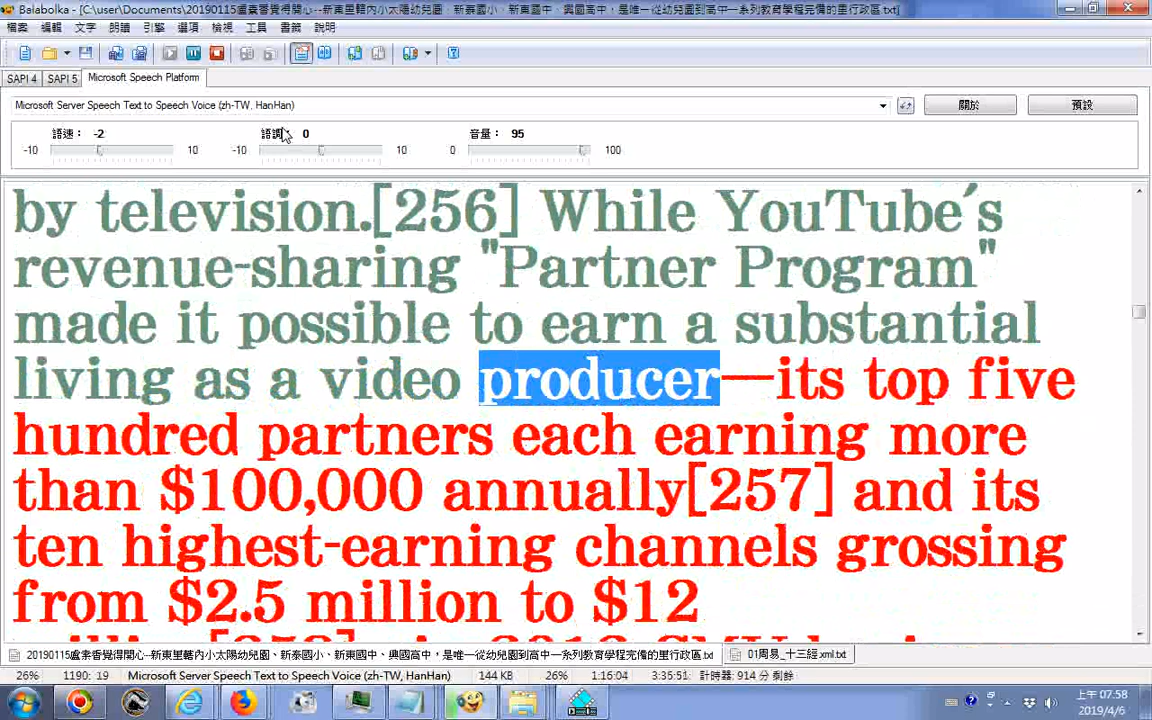 Balabolka - [C:\user\Documents\20190115盧素香覺得開心--新東里轄內小太陽幼兒園、新泰國小、新東國中、興國高中，是唯一從幼兒園到高中一系列教育學程完備的里行政區.txt]
檔案 編輯 文字 朗讀 引擎 選項 檢視 工具 書籤 說明
SAPI 4 SAPI 5 Microsoft Speech Platform
Microsoft Server Speech Text to Speech Voice (zh-TW, HanHan) 關於 預設
語速： -2 語調： 0 音量： 95
-10 10 -10 10 0 100
by television.[256] While YouTube´s
revenue-sharing "Partner Program"
made it possible to earn a substantial
living as a video producer—its top five
hundred partners each earning more
than $100,000 annually[257] and its
ten highest-earning channels grossing
from $2.5 million to $12
20190115盧素香覺得開心--新東里轄內小太陽幼兒園、新泰國小、新東國中、興國高中，是唯一從幼兒園到高中一系列教育學程完備的里行政區.txt 01周易_十三經.xml.txt
26% 1190: 19 Microsoft Server Speech Text to Speech Voice (zh-TW, HanHan) 144 KB 26% 1:16:04 3:35:51 計時器： 914 分 剩餘
上午 07:58
2019/4/6